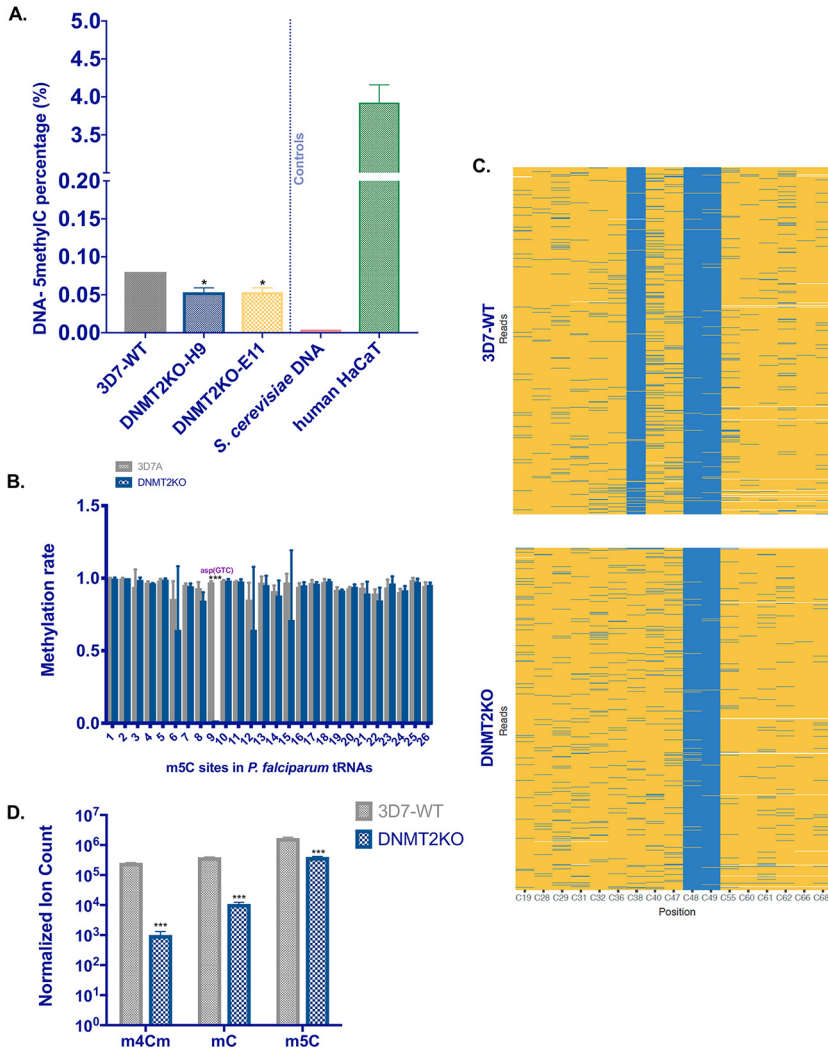 A.
DNA- 5methylC percentage (%)
5.0
4.5
4.0
3.5
3.0
0.20
0.15
0.10
0.05
0.00
*
*
Controls
3D7-WT
DNMT2KO-H9
DNMT2KO-E11
S. cerevisiae DNA
human HaCaT
B.
3D7A
DNMT2KO
Methylation rate
1.5
1.0
0.5
0.0
asp(GTC)
***
1 2 3 4 5 6 7 8 9 10 11 12 13 14 15 16 17 18 19 20 21 22 23 24 25 26
m5C sites in P. falciparum tRNAs
C.
3D7-WT
Reads
DNMT2KO
Reads
C19 C28 C29 C31 C32 C36 C38 C40 C47 C48 C49 C55 C60 C61 C62 C66 C68
Position
D.
3D7-WT
DNMT2KO
Normalized Ion Count
10⁷
10⁶
10⁵
10⁴
10³
10²
10¹
10⁰
***
***
***
m4Cm
mC
m5C